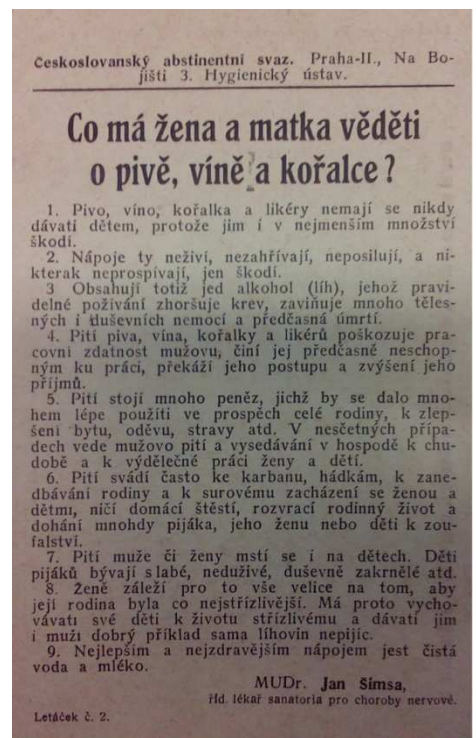 Českoslovanský abstinentní svaz. Praha-II., Na Bo-
jišti 3. Hygienický ústav.
Co má žena a matka věděti
o pivě, víně a kořalce?
1. Pivo, víno, kořalka a likéry nemají se nikdy
dávati dětem, protože jim i v nejmenším množství
škodí.
2. Nápoje ty neživí, nezahřívají, neposilují, a ni-
kterak neprospívají, jen škodí.
3 Obsahují totiž jed alkohol (líh), jehož pravi-
delné požívání zhoršuje krev, zaviňuje mnoho těles-
ných i duševních nemocí a předčasná úmrtí.
4. Pití piva, vína, kořalky a likérů poškozuje pra-
covní zdatnost mužovu, činí jej předčasně neschop-
ným ku práci, překáží jeho postupu a zvýšení jeho
příjmů.
5. Pití stojí mnoho peněz, jichž by se dalo mno-
hem lépe použíti ve prospěch celé rodiny, k zlep-
šení bytu, oděvu, stravy atd. V nesčetných přípa-
dech vede mužovo pití a vysedávání v hospodě k chu-
době a k výdělečné práci ženy a dětí.
6. Pití svádí často ke karbanu, hádkám, k zane-
dbávání rodiny a k surovému zacházení se ženou a
dětmi, ničí domácí štěstí, rozvrací rodinný život a
dohání mnohdy pijáka, jeho ženu nebo děti k zou-
falství.
7. Pití muže či ženy mstí se i na dětech. Děti
pijáků bývají slabé, neduživé, duševně zakrnělé atd.
8. Ženě záleží pro to vše velice na tom, aby
její rodina byla co nejstřízlivější. Má proto vycho-
vávati své děti k životu střízlivému a dávati jim
i muži dobrý příklad sama lihovin nepijíc.
9. Nejlepším a nejzdravějším nápojem jest čistá
voda a mléko.
MUDr. Jan Šimsa,
říd. lékař sanatoria pro choroby nervové.
Letáček č. 2.